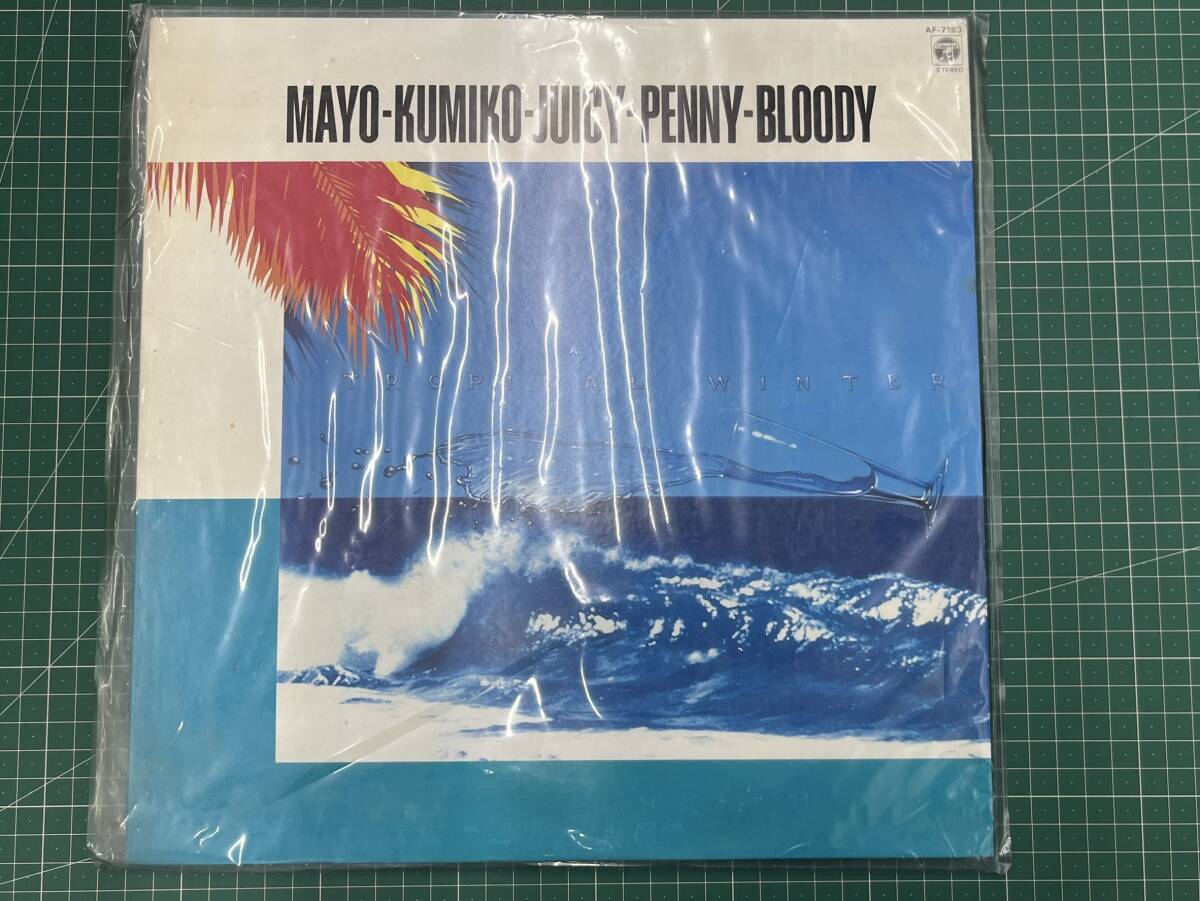 AF-7163
STEREO
MAYO-KUMIKO-JUICY-PENNY-BLOODY
TROPICAL WINTER